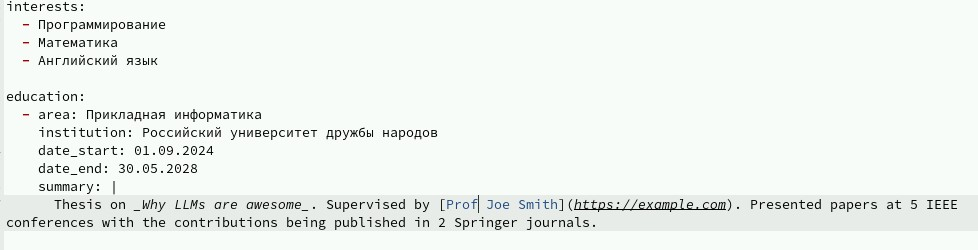 interests:
- Программирование
- Математика
- Английский язык
education:
- area: Прикладная информатика
institution: Российский университет дружбы народов
date_start: 01.09.2024
date_end: 30.05.2028
summary: |
Thesis on _Why LLMs are awesome_. Supervised by [Prof Joe Smith](https://example.com). Presented papers at 5 IEEE
conferences with the contributions being published in 2 Springer journals.